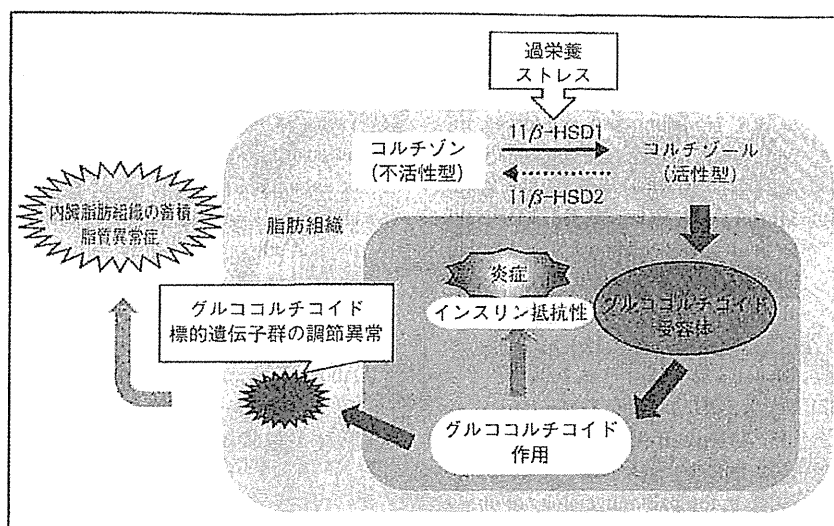 過栄養
ストレス
11β-HSD1
コルチゾン
(不活性型)
コルチゾール
(活性型)
11β-HSD2
内臓脂肪組織の蓄積
脂質異常症
脂肪組織
炎症
インスリン抵抗性
グルココルチコイド
受容体
グルココルチコイド
標的遺伝子群の調節異常
グルココルチコイド
作用